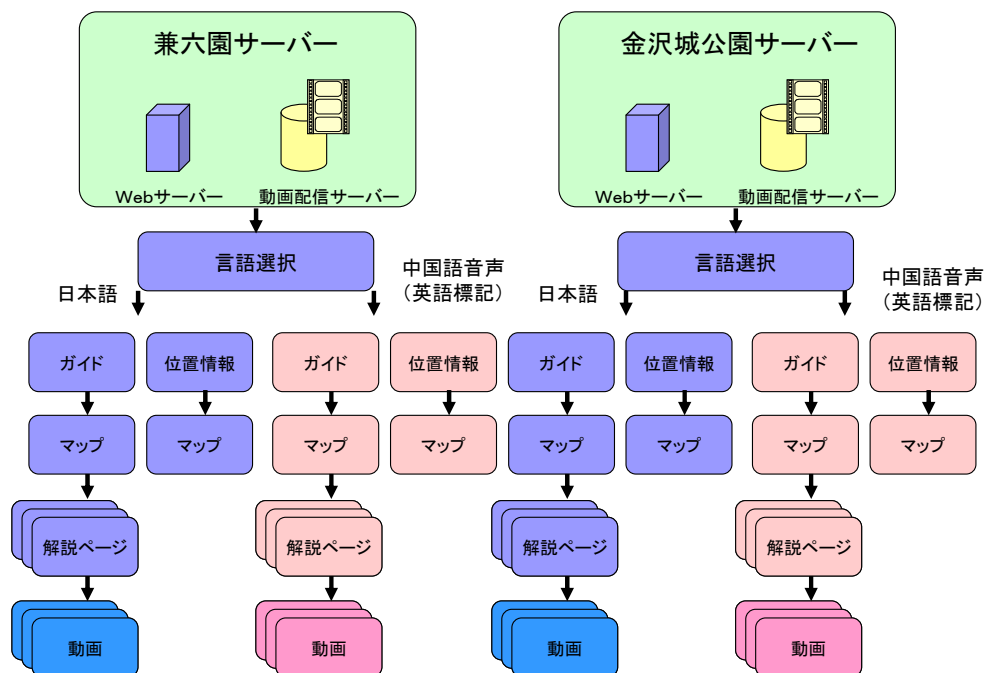 兼六園サーバー
金沢城公園サーバー
Webサーバー
動画配信サーバー
Webサーバー
動画配信サーバー
言語選択
言語選択
日本語
中国語音声
(英語標記)
日本語
中国語音声
(英語標記)
ガイド
位置情報
ガイド
位置情報
ガイド
位置情報
ガイド
位置情報
マップ
マップ
マップ
マップ
マップ
マップ
マップ
マップ
解説ページ
解説ページ
解説ページ
解説ページ
動画
動画
動画
動画